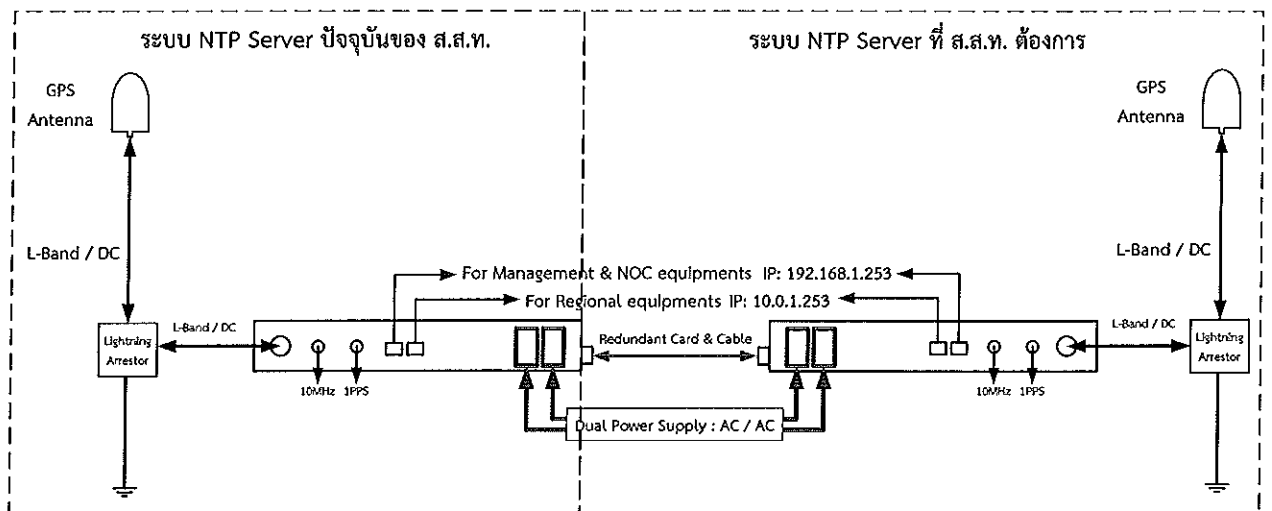 ระบบ NTP Server ปัจจุบันของ ส.ส.ท.
ระบบ NTP Server ที่ ส.ส.ท. ต้องการ
GPS
Antenna
GPS
Antenna
L-Band / DC
L-Band / DC
For Management & NOC equipments IP: 192.168.1.253
For Regional equipments IP: 10.0.1.253
Lightning
Arrestor
L-Band / DC
Redundant Card & Cable
L-Band / DC
Lightning
Arrestor
10MHz
1PPS
10MHz
1PPS
Dual Power Supply : AC / AC